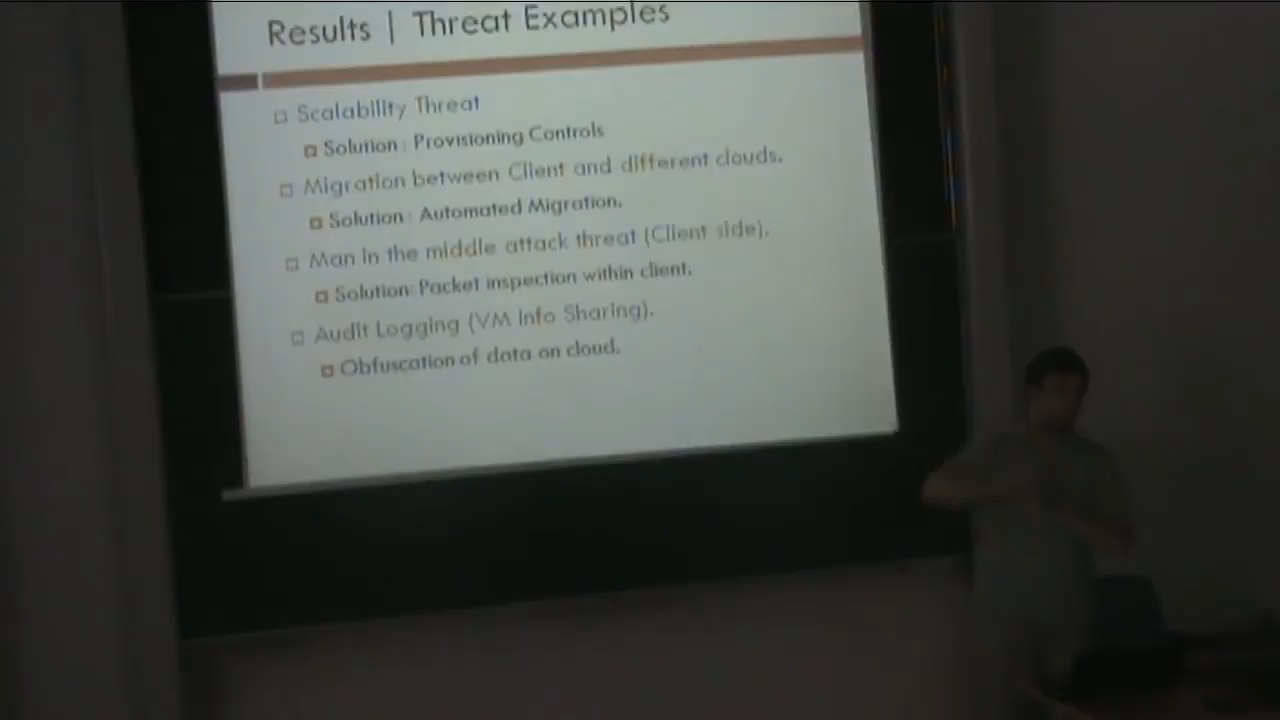 Results | Threat Examples
Scalability Threat
Solution : Provisioning Controls
Migration between Client and different clouds.
Solution : Automated Migration.
Man in the middle attack threat (Client side).
Solution: Packet inspection within client.
Audit Logging (VM Info Sharing).
Obfuscation of data on cloud.